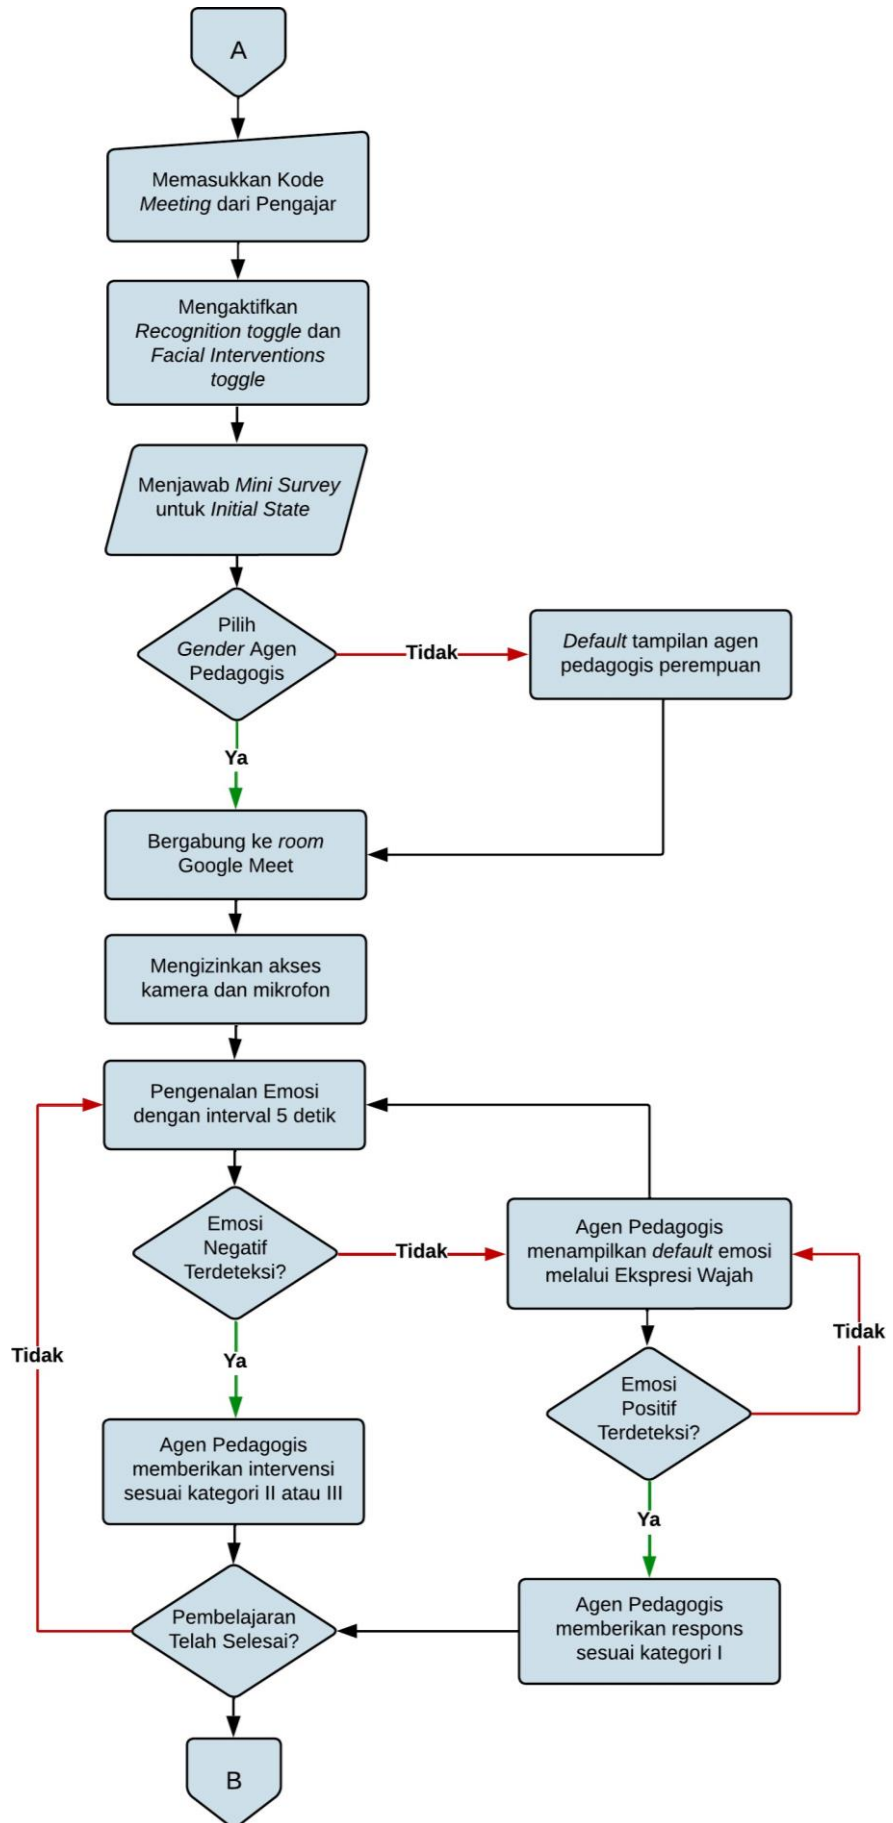 A
Memasukkan Kode
Meeting dari Pengajar
Mengaktifkan
Recognition toggle dan
Facial Interventions
toggle
Menjawab Mini Survey
untuk Initial State
Pilih
Gender Agen
Pedagogis
Tidak
Default tampilan agen
pedagogis perempuan
Ya
Bergabung ke room
Google Meet
Mengizinkan akses
kamera dan mikrofon
Pengenalan Emosi
dengan interval 5 detik
Emosi
Negatif
Terdeteksi?
Tidak
Agen Pedagogis
menampilkan default emosi
melalui Ekspresi Wajah
Tidak
Ya
Tidak
Emosi
Positif
Terdeteksi?
Agen Pedagogis
memberikan intervensi
sesuai kategori II atau III
Ya
Pembelajaran
Telah Selesai?
Agen Pedagogis
memberikan respons
sesuai kategori I
B